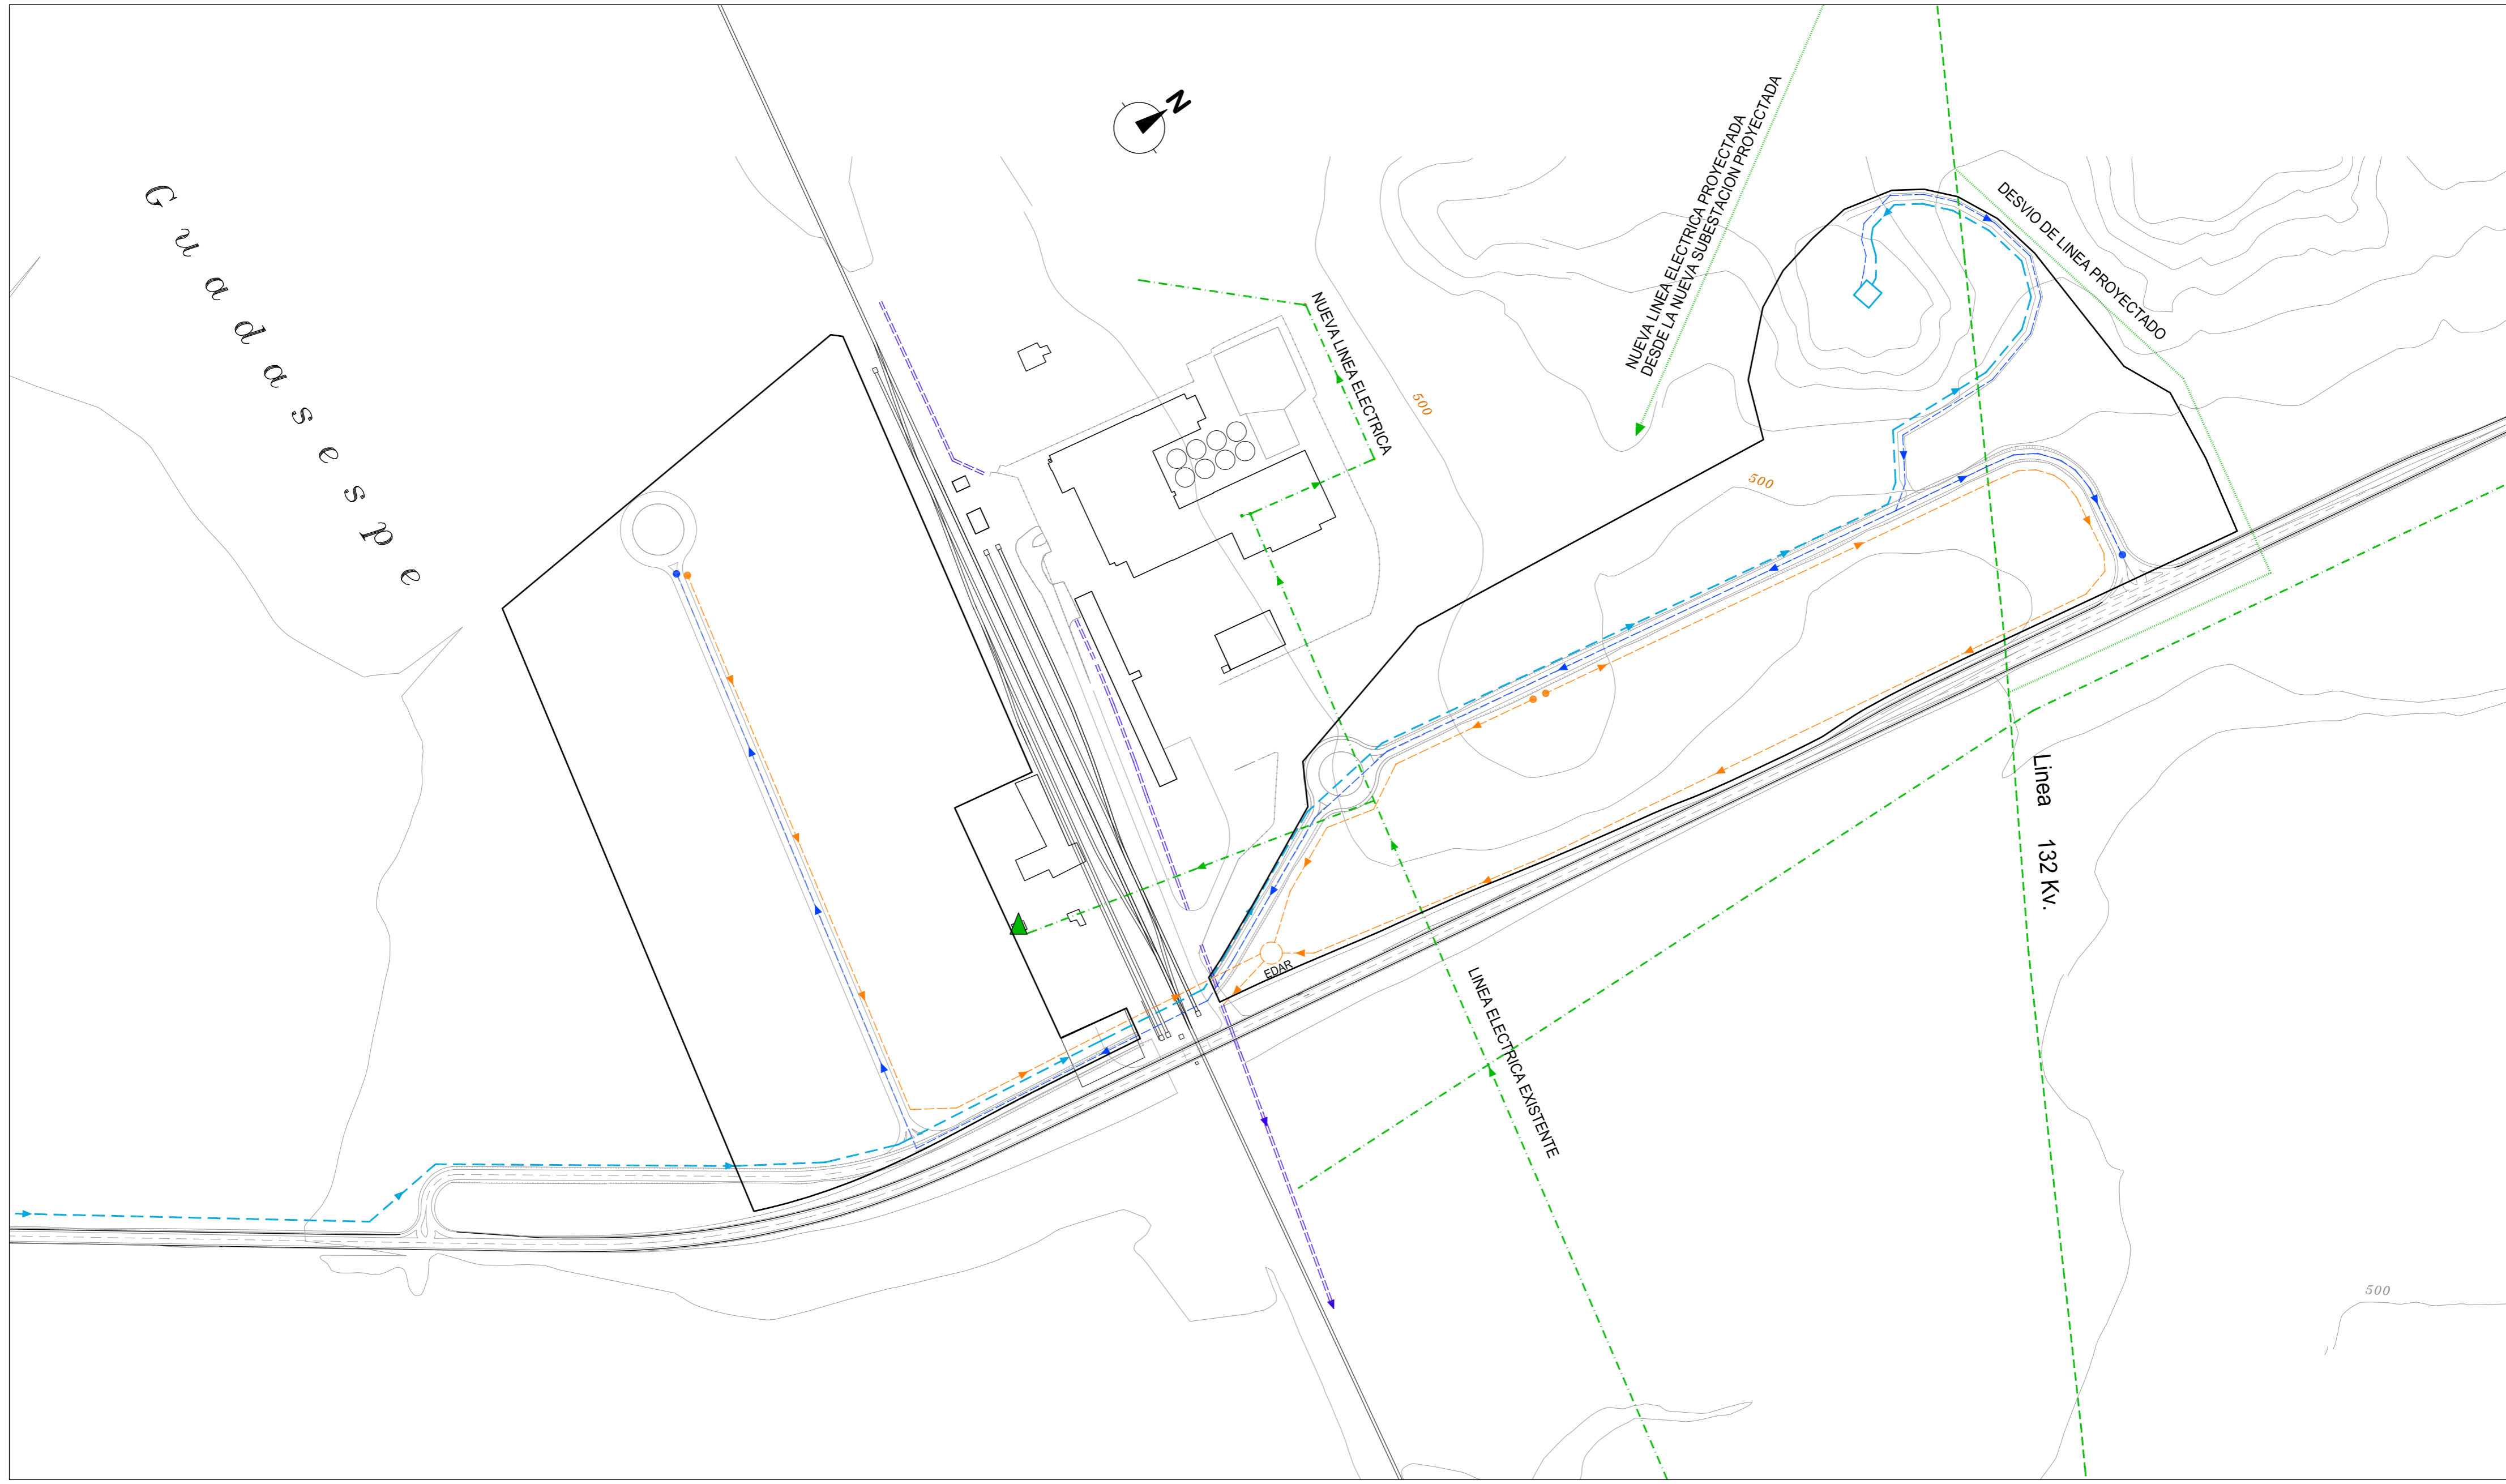 N
Guadasespe
NUEVA LINEA ELECTRICA PROYECTADA
DESDE LA NUEVA SUBESTACION PROYECTADA
DESVIO DE LINEA PROYECTADO
NUEVA LINEA ELECTRICA
500
500
Linea 132 Kv.
EDAR
LINEA ELECTRICA EXISTENTE
500